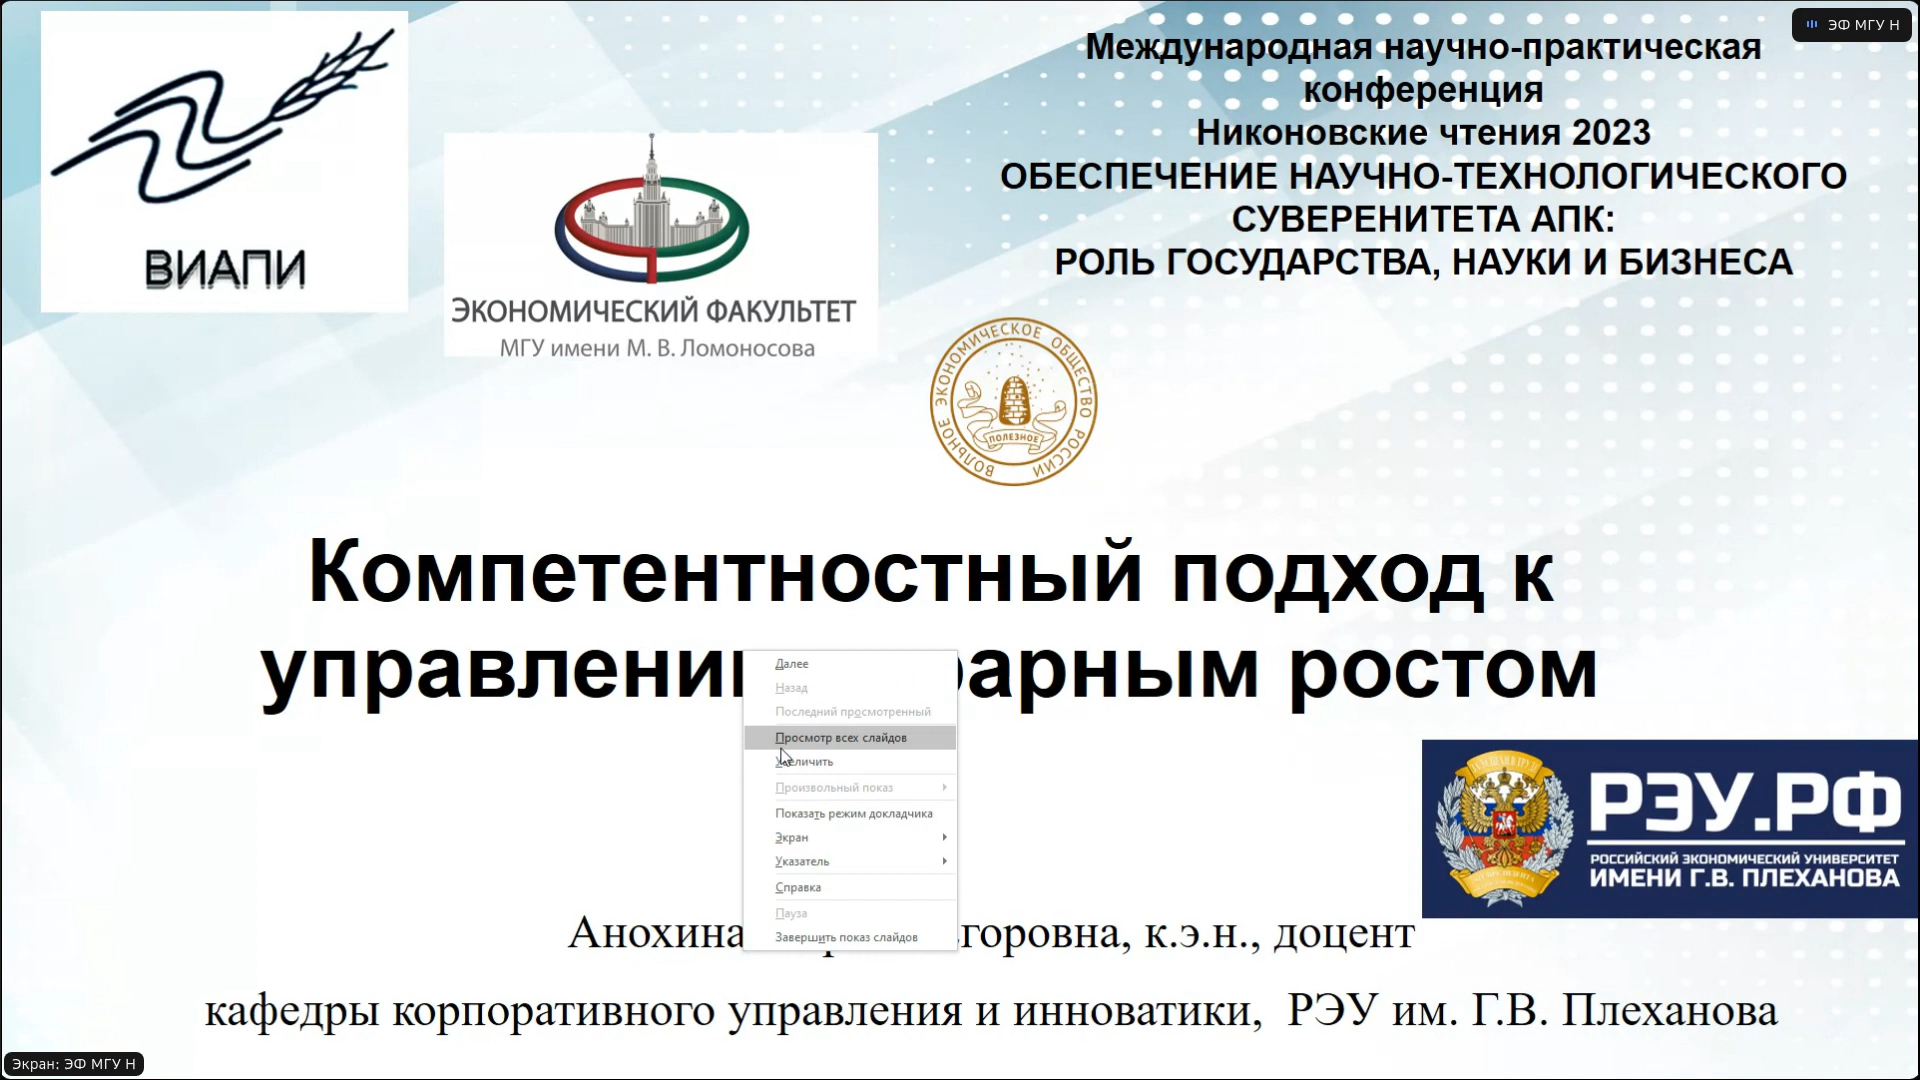 ЭФ МГУ Н
Международная научно-практическая
конференция
Никоновские чтения 2023
ОБЕСПЕЧЕНИЕ НАУЧНО-ТЕХНОЛОГИЧЕСКОГО
СУВЕРЕНИТЕТА АПК:
РОЛЬ ГОСУДАРСТВА, НАУКИ И БИЗНЕСА
ВИАПИ
ЭКОНОМИЧЕСКИЙ ФАКУЛЬТЕТ
МГУ имени М. В. Ломоносова
ВОЛЬНОЕ ЭКОНОМИЧЕСКОЕ ОБЩЕСТВО РОССИИ
ПОЛЕЗНОЕ
Компетентностный подход к
управлени арным ростом
Далее
Назад
Последний просмотренный
Просмотр всех слайдов
Увеличить
Произвольный показ
Показать режим докладчика
Экран
Указатель
Справка
Пауза
Завершить показ слайдов
РЭУ.РФ
РОССИЙСКИЙ ЭКОНОМИЧЕСКИЙ УНИВЕРСИТЕТ
ИМЕНИ Г.В. ПЛЕХАНОВА
Анохина горовна, к.э.н., доцент
кафедры корпоративного управления и инноватики, РЭУ им. Г.В. Плеханова
Экран: ЭФ МГУ Н